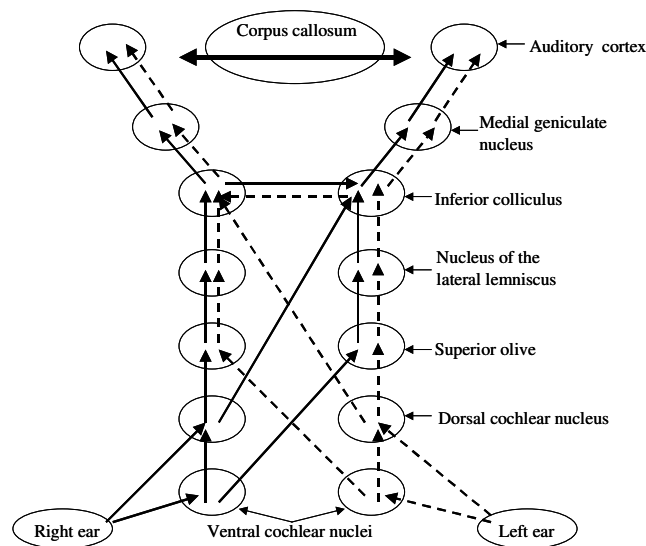 Corpus callosum
Auditory cortex
Medial geniculate
nucleus
Inferior colliculus
Nucleus of the
lateral lemniscus
Superior olive
Dorsal cochlear nucleus
Right ear
Ventral cochlear nuclei
Left ear